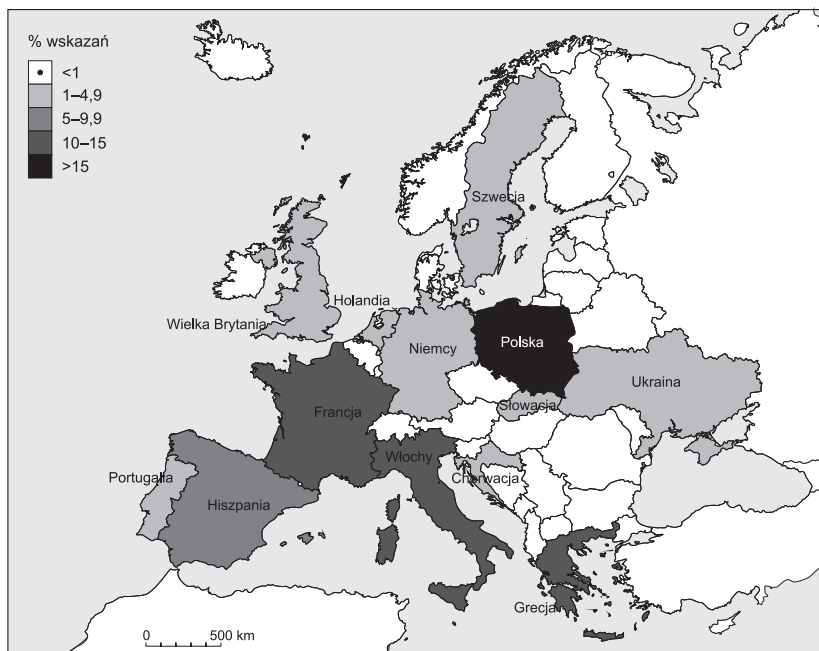 % wskazań
<1
1–4,9
5–9,9
10–15
>15
Szwecja
Holandia
Wielka Brytania
Niemcy
Polska
Ukraina
Słowacja
Francja
Włochy
Chorwacja
Portugalia
Hiszpania
Grecja
0 500 km